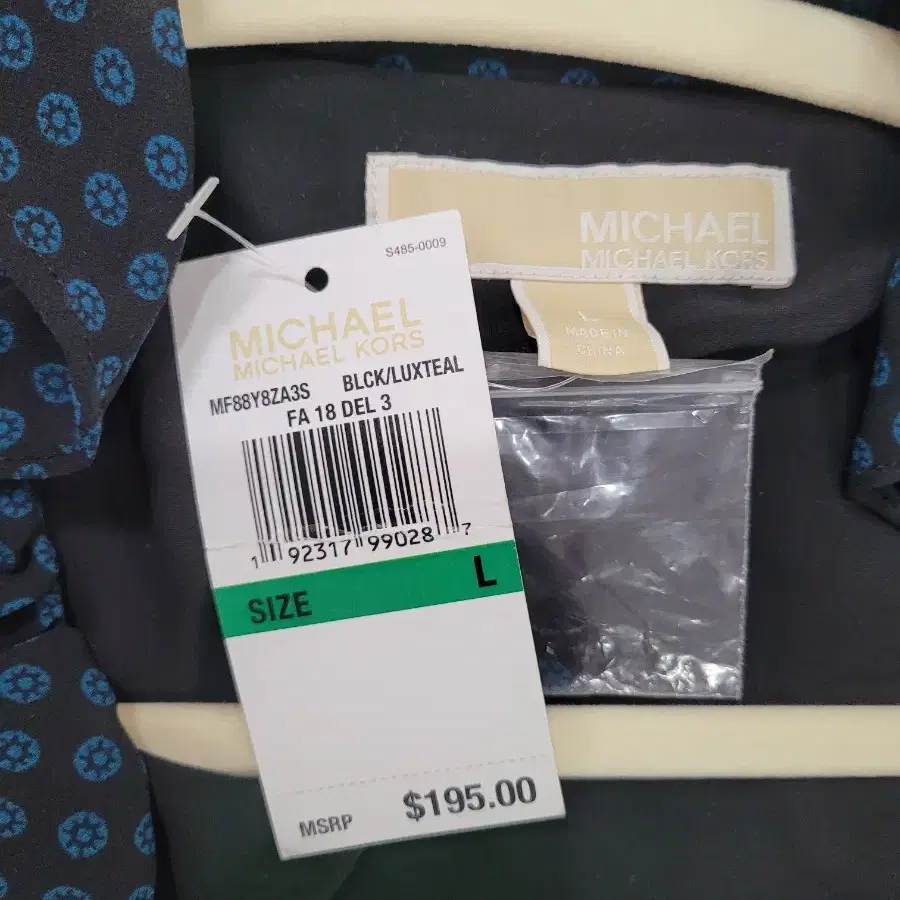 S485-0009
MICHAEL
MICHAEL KORS
MF88Y8ZA3S BLCK/LUXTEAL
FA 18 DEL 3
1 92317 99028 7
SIZE L
MSRP $195.00
MICHAEL
MICHAEL KORS
L
MADE IN
CHINA